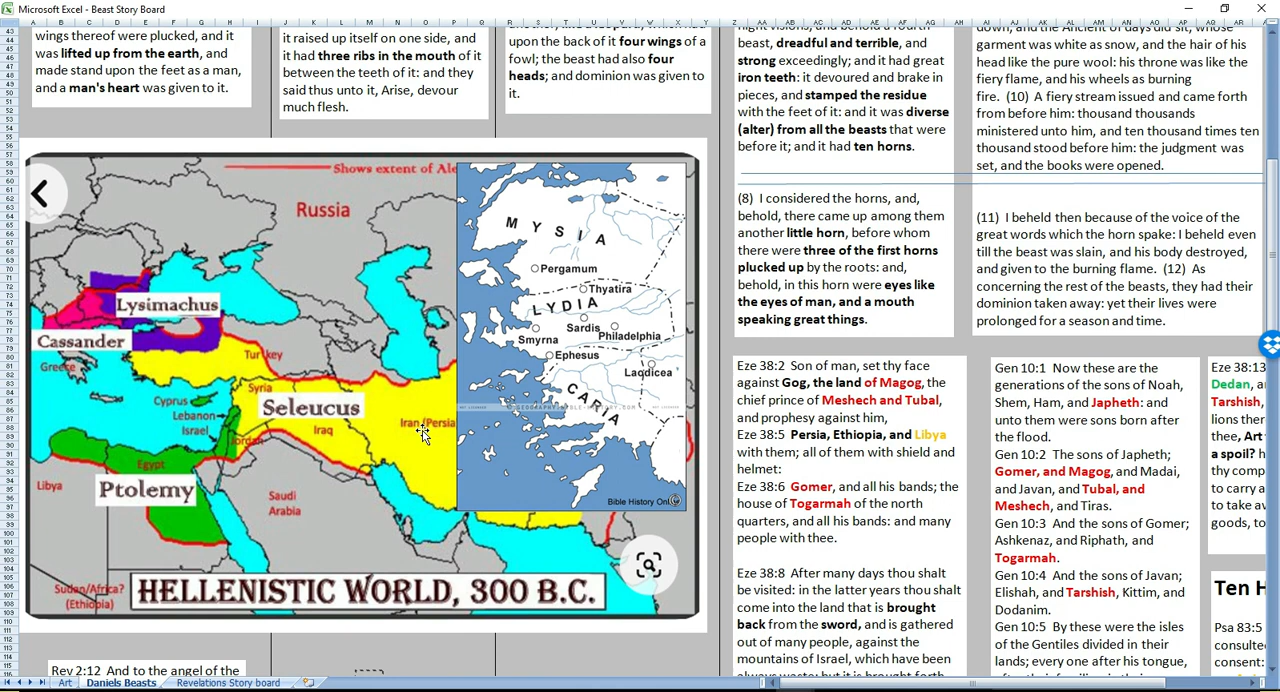 Microsoft Excel - Beast Story Board
wings thereof were plucked, and it
was lifted up from the earth, and
made stand upon the feet as a man,
and a man's heart was given to it.
it raised up itself on one side, and
it had three ribs in the mouth of it
between the teeth of it: and they
said thus unto it, Arise, devour
much flesh.
upon the back of it four wings of a
fowl; the beast had also four
heads; and dominion was given to
it.
beast, dreadful and terrible, and
strong exceedingly; and it had great
iron teeth: it devoured and brake in
pieces, and stamped the residue
with the feet of it: and it was diverse
(alter) from all the beasts that were
before it; and it had ten horns.
(8) I considered the horns, and,
behold, there came up among them
another little horn, before whom
there were three of the first horns
plucked up by the roots: and,
behold, in this horn were eyes like
the eyes of man, and a mouth
speaking great things.
down, and the Ancient of days did sit, whose
garment was white as snow, and the hair of his
head like the pure wool: his throne was like the
fiery flame, and his wheels as burning
fire. (10) A fiery stream issued and came forth
from before him: thousand thousands
ministered unto him, and ten thousand times ten
thousand stood before him: the judgment was
set, and the books were opened.
(11) I beheld then because of the voice of the
great words which the horn spake: I beheld even
till the beast was slain, and his body destroyed,
and given to the burning flame. (12) As
concerning the rest of the beasts, they had their
dominion taken away: yet their lives were
prolonged for a season and time.
Shows extent of Ale
Russia
Lysimachus
Cassander
Greece
Turkey
Syria
Cyprus
Lebanon
Israel
Jordan
Seleucus
Iraq
Iran/Persia
Egypt
Libya
Ptolemy
Saudi
Arabia
Sudan/Africa?
(Ethiopia)
HELLENISTIC WORLD, 300 B.C.
MYSIA
Pergamum
Thyatira
LYDIA
Sardis
Philadelphia
Smyrna
Ephesus
Laodicea
CARIA
Bible History Onl
Eze 38:2 Son of man, set thy face
against Gog, the land of Magog, the
chief prince of Meshech and Tubal,
and prophesy against him,
Eze 38:5 Persia, Ethiopia, and Libya
with them; all of them with shield and
helmet:
Eze 38:6 Gomer, and all his bands; the
house of Togarmah of the north
quarters, and all his bands: and many
people with thee.
Eze 38:8 After many days thou shalt
be visited: in the latter years thou shalt
come into the land that is brought
back from the sword, and is gathered
out of many people, against the
mountains of Israel, which have been
Gen 10:1 Now these are the
generations of the sons of Noah,
Shem, Ham, and Japheth: and
unto them were sons born after
the flood.
Gen 10:2 The sons of Japheth;
Gomer, and Magog, and Madai,
and Javan, and Tubal, and
Meshech, and Tiras.
Gen 10:3 And the sons of Gomer;
Ashkenaz, and Riphath, and
Togarmah.
Gen 10:4 And the sons of Javan;
Elishah, and Tarshish, Kittim, and
Dodanim.
Gen 10:5 By these were the isles
of the Gentiles divided in their
lands; every one after his tongue,
Eze 38:13
Dedan, a
Tarshish,
lions ther
thee, Art
a spoil? h
thy comp
to carry a
to take av
goods, to
Ten H
Psa 83:5
consulte
consent:
Rev 2:12 And to the angel of the
Art
Daniels Beasts
Revelations Story board